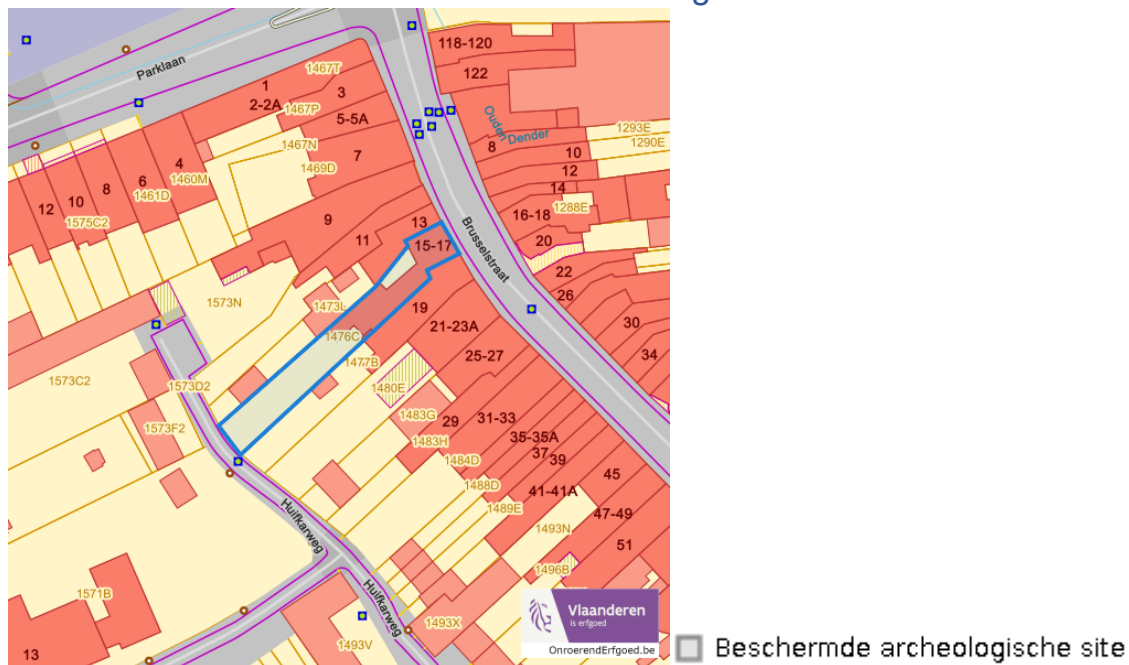 118-120
Parklaan
1467T
122
1
3
2-2A
1467P
5-5A
Ouden Dender
1293E
1467N
8
10
1290E
4
7
1469D
12
6
1460M
14
8
1461D
1288E
10
12
1575C2
9
13
16-18
Brusselstraat
11
15-17
20
22
1573N
26
1473L
19
30
1476C
21-23A
1573D2
1477B
25-27
34
1573C2
1480E
1483G
29
31-33
1573F2
1483H
35-35A
37
1484D
39
45
1488D
41-41A
1489E
Huifkarweg
47-49
1493N
51
1496B
1571B
Huifkarweg
Vlaanderen
is erfgoed
1493X
13
1493V
OnroerendErfgoed.be
Beschermde archeologische site